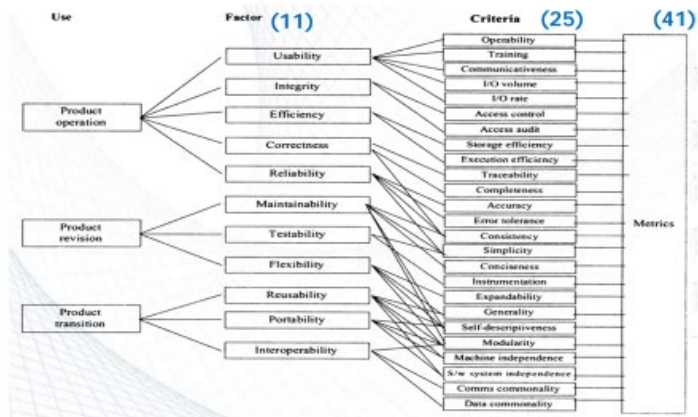 Use Factor (11) Criteria (25) (41)
Product operation
Product revision
Product transition
Usability
Integrity
Efficiency
Correctness
Reliability
Maintainability
Testability
Flexibility
Reusability
Portability
Interoperability
Operability
Training
Communicativeness
I/O volume
I/O rate
Access control
Access audit
Storage efficiency
Execution efficiency
Traceability
Completeness
Accuracy
Error tolerance
Consistency
Simplicity
Conciseness
Instrumentation
Expandability
Generality
Self-descriptiveness
Modularity
Machine independence
S/w system independence
Comms commonality
Data commonality
Metrics